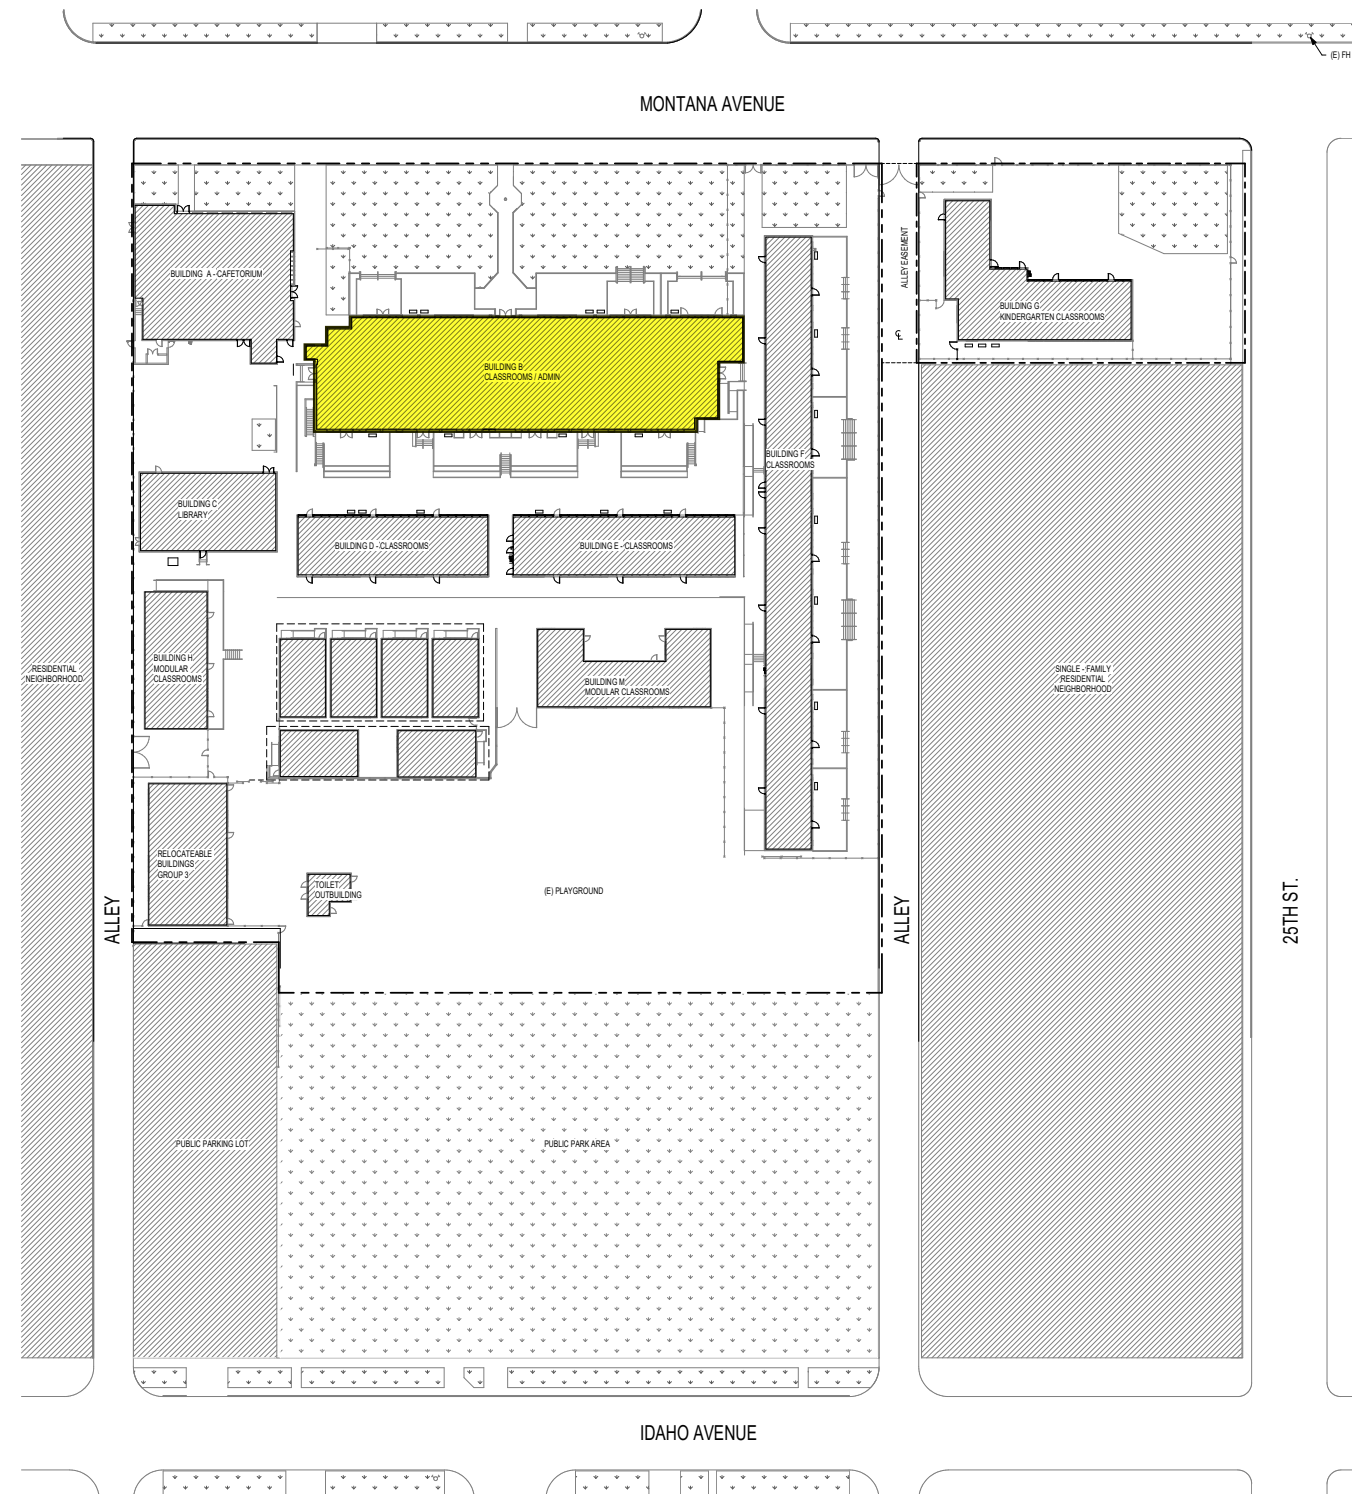 (E) FH
MONTANA AVENUE
BUILDING A - CAFETORIUM
ALLEY EASEMENT
BUILDING G
KINDERGARTEN CLASSROOMS
℄
BUILDING B
CLASSROOMS / ADMIN
BUILDING F
CLASSROOMS
BUILDING C
LIBRARY
BUILDING D - CLASSROOMS
BUILDING E - CLASSROOMS
RESIDENTIAL
NEIGHBORHOOD
BUILDING H
MODULAR
CLASSROOMS
BUILDING M
MODULAR CLASSROOMS
SINGLE - FAMILY
RESIDENTIAL
NEIGHBORHOOD
RELOCATEABLE
BUILDINGS
GROUP 3
TOILET
OUTBUILDING
(E) PLAYGROUND
ALLEY
ALLEY
25TH ST.
PUBLIC PARKING LOT
PUBLIC PARK AREA
IDAHO AVENUE